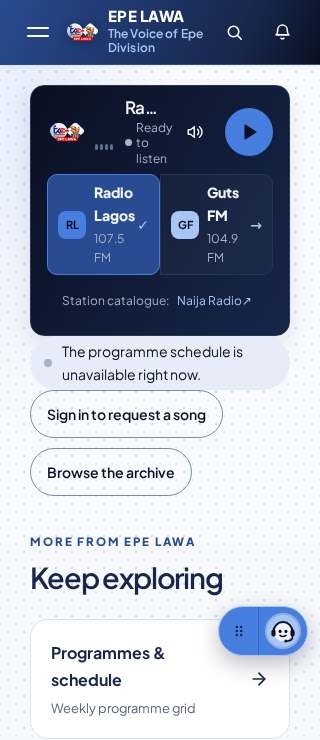 EPE LAWA
The Voice of Epe
Division
Ra...
Ready
to
listen
RL
Radio
Lagos ✓
107.5
FM
GF
Guts
FM →
104.9
FM
Station catalogue: Naija Radio↗
The programme schedule is
unavailable right now.
Sign in to request a song
Browse the archive
MORE FROM EPE LAWA
Keep exploring
Programmes &
schedule →
Weekly programme grid